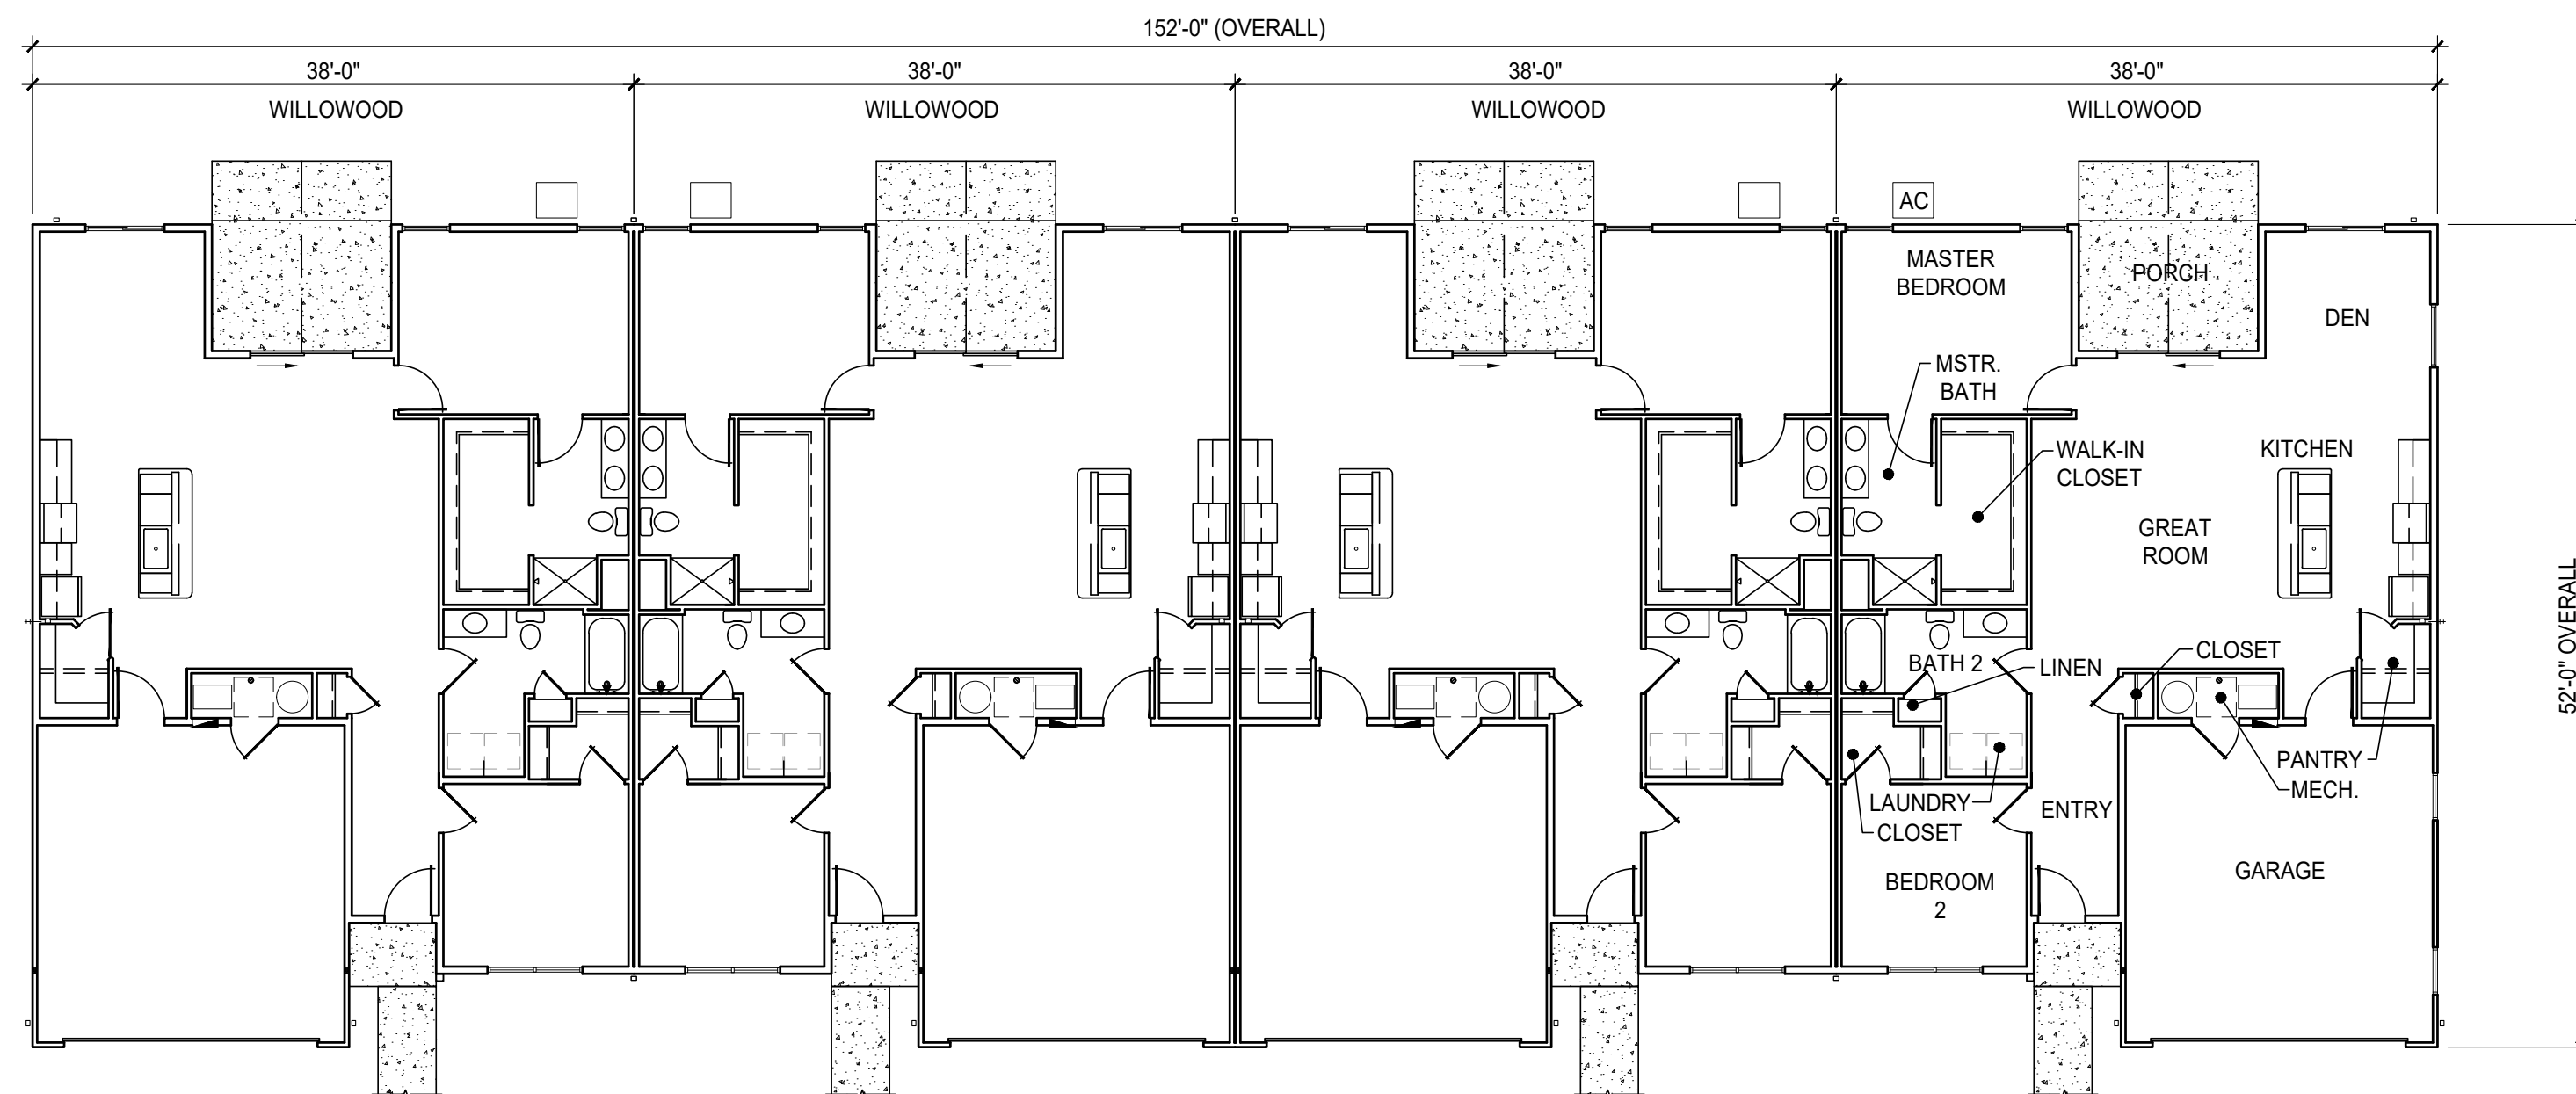 152'-0" (OVERALL)
38'-0"
38'-0"
38'-0"
38'-0"
WILLOWOOD
WILLOWOOD
WILLOWOOD
WILLOWOOD
AC
MASTER
BEDROOM
PORCH
DEN
MSTR.
BATH
WALK-IN
CLOSET
KITCHEN
GREAT
ROOM
52'-0" OVERALL
BATH 2
LINEN
CLOSET
PANTRY
MECH.
LAUNDRY
CLOSET
ENTRY
BEDROOM
2
GARAGE